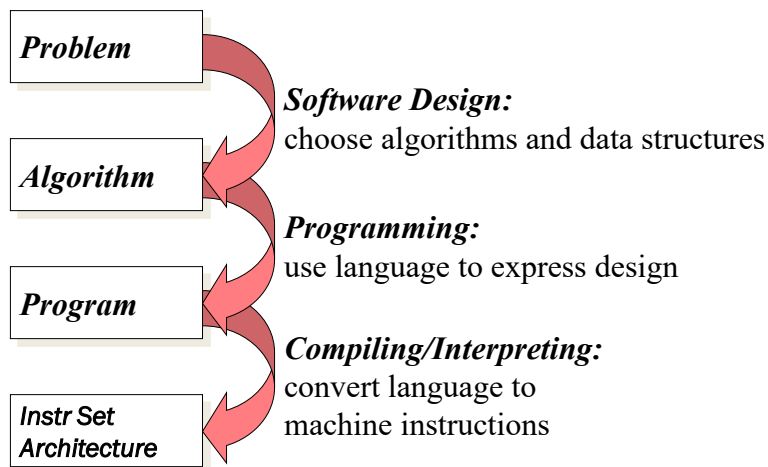 Problem
Software Design:
choose algorithms and data structures
Algorithm
Programming:
use language to express design
Program
Compiling/Interpreting:
convert language to
machine instructions
Instr Set
Architecture